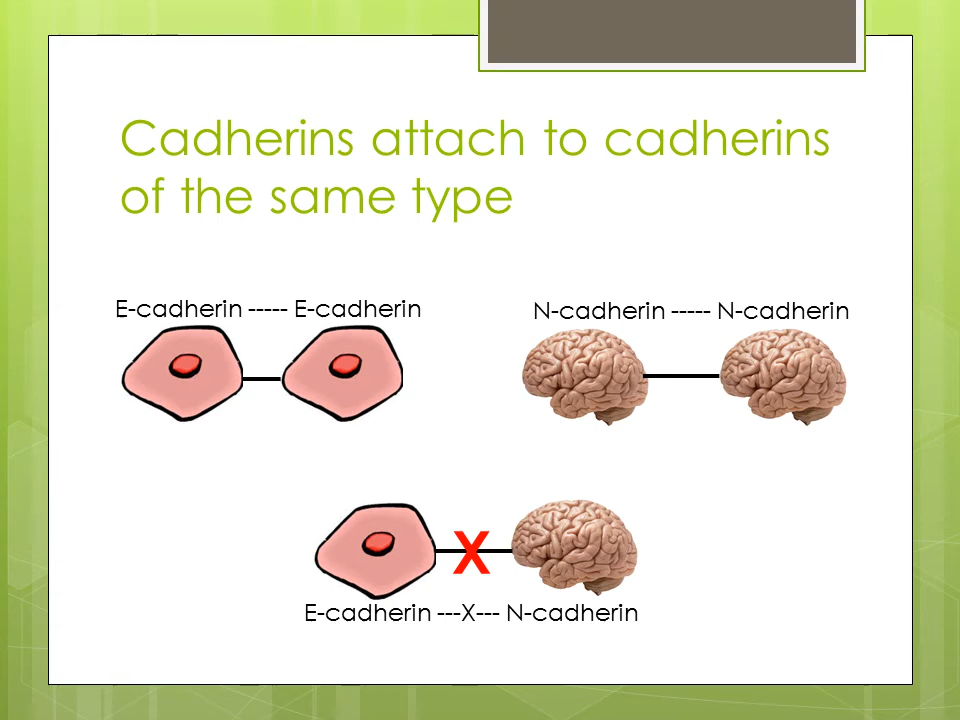 Cadherins attach to cadherins
of the same type
E-cadherin ----- E-cadherin
N-cadherin ----- N-cadherin
X
E-cadherin ---X--- N-cadherin